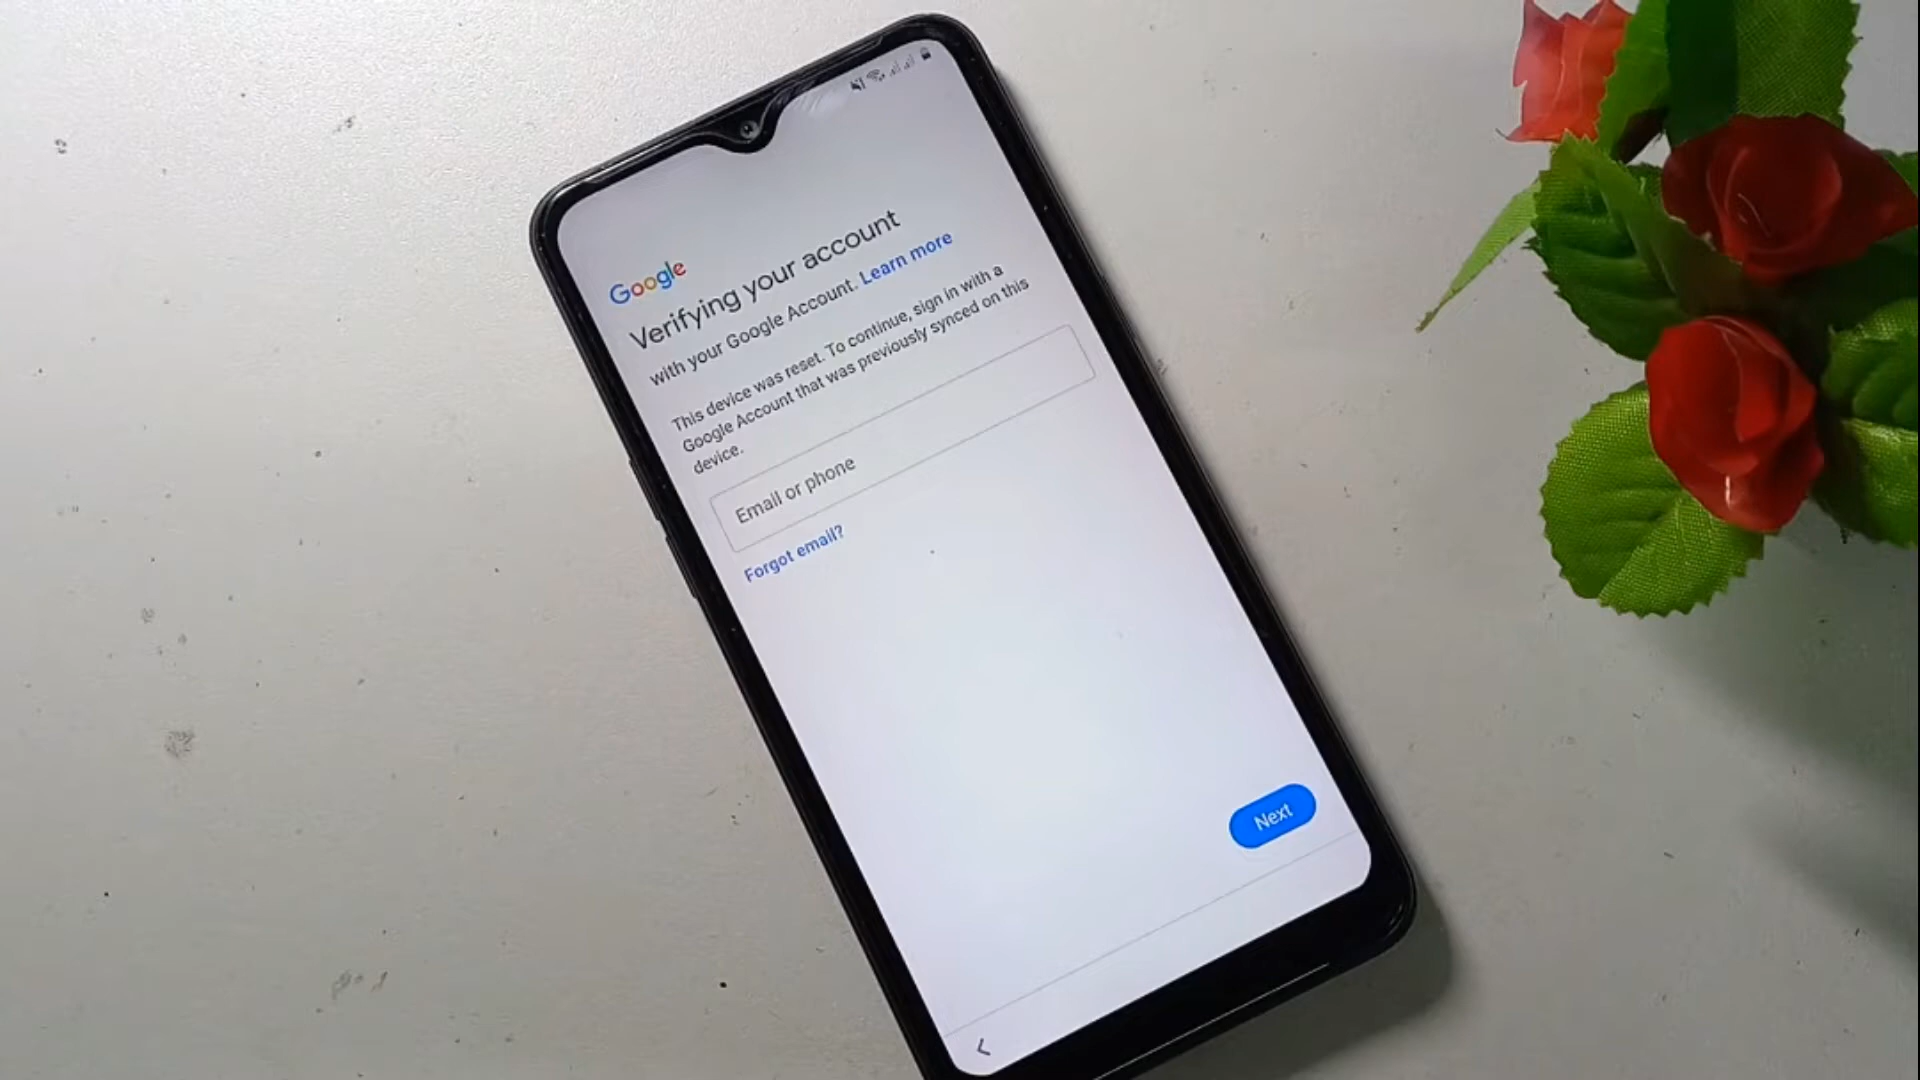 Google
Verifying your account
with your Google Account. Learn more
This device was reset. To continue, sign in with a
Google Account that was previously synced on this
device.
Email or phone
Forgot email?
Next